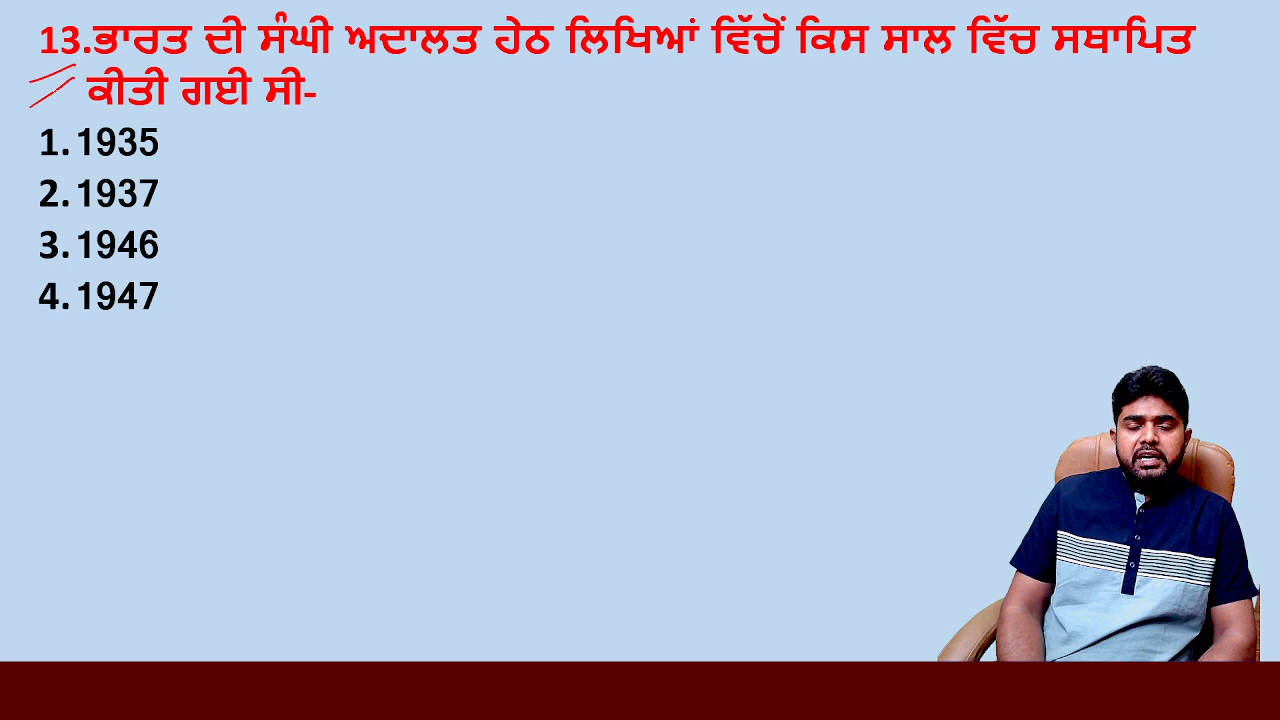 13.ਭਾਰਤ ਦੀ ਸੰਘੀ ਅਦਾਲਤ ਹੇਠ ਲਿਖਿਆਂ ਵਿੱਚੋਂ ਕਿਸ ਸਾਲ ਵਿੱਚ ਸਥਾਪਿਤ
ਕੀਤੀ ਗਈ ਸੀ-
1.1935
2.1937
3.1946
4.1947